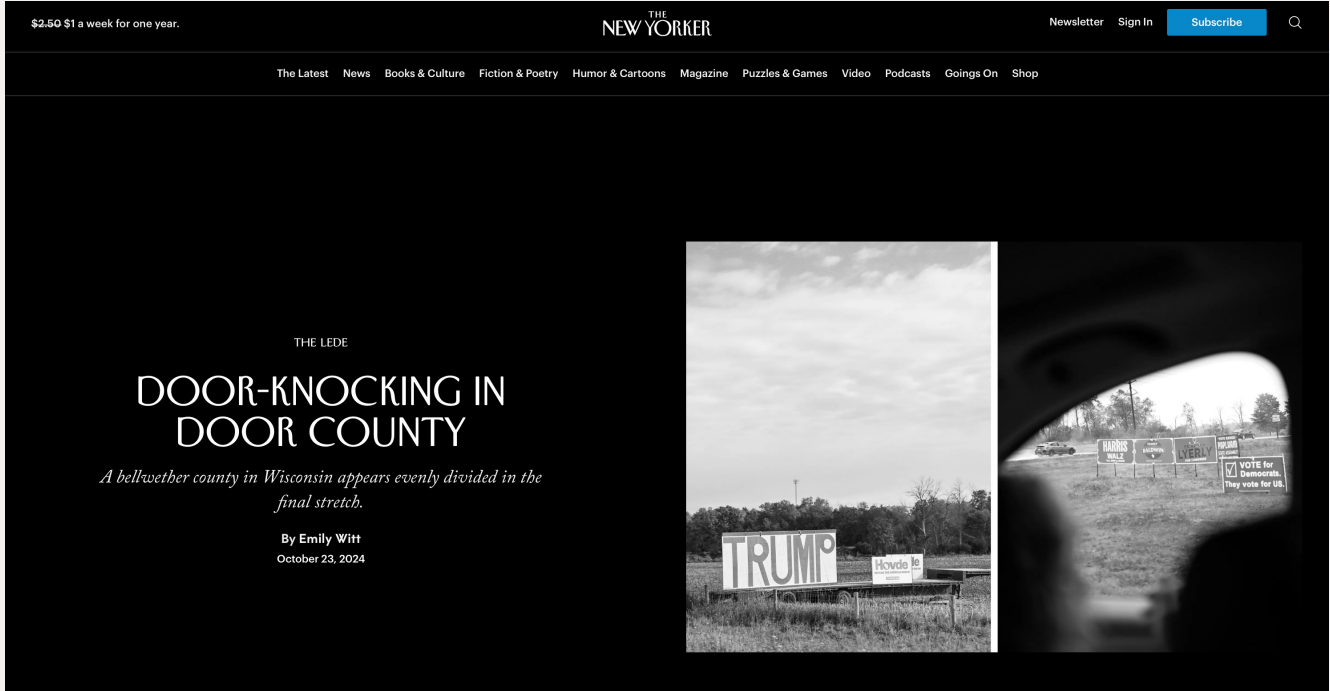 $2.50 $1 a week for one year.
THE
NEW YORKER
Newsletter Sign In Subscribe
The Latest News Books & Culture Fiction & Poetry Humor & Cartoons Magazine Puzzles & Games Video Podcasts Goings On Shop
THE LEDE
DOOR-KNOCKING IN
DOOR COUNTY
A bellwether county in Wisconsin appears evenly divided in the
final stretch.
By Emily Witt
October 23, 2024
TRUMP
Hovde
HARRIS
WALZ
BALDWIN
LYERLY
VOTE for
Democrats.
They vote for US.